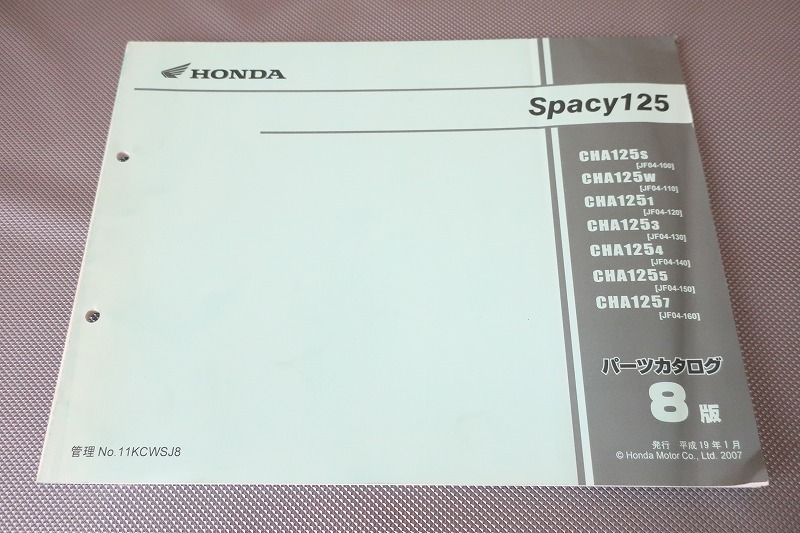 HONDA
Spacy125
CHA125S
[JF04-100]
CHA125W
[JF04-110]
CHA1251
[JF04-120]
CHA1253
[JF04-130]
CHA1254
[JF04-140]
CHA1255
[JF04-150]
CHA1257
[JF04-160]
パーツカタログ
8版
発行 平成19年1月
© Honda Motor Co., Ltd. 2007
管理 No.11KCWSJ8